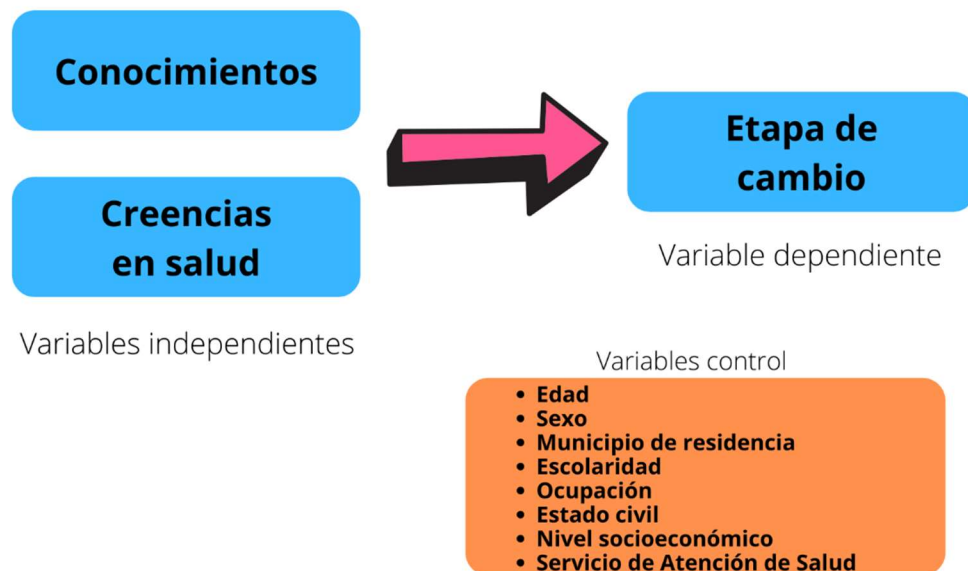 Conocimientos
Creencias
en salud
Variables independientes
Etapa de
cambio
Variable dependiente
Variables control
• Edad
• Sexo
• Municipio de residencia
• Escolaridad
• Ocupación
• Estado civil
• Nivel socioeconómico
• Servicio de Atención de Salud